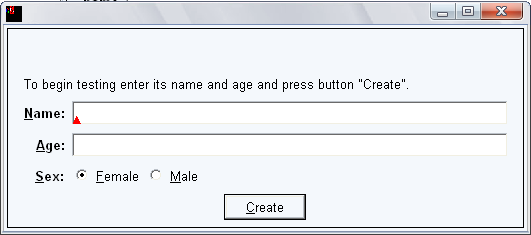 To begin testing enter its name and age and press button "Create".
Name:
Age:
Sex: Female Male
Create